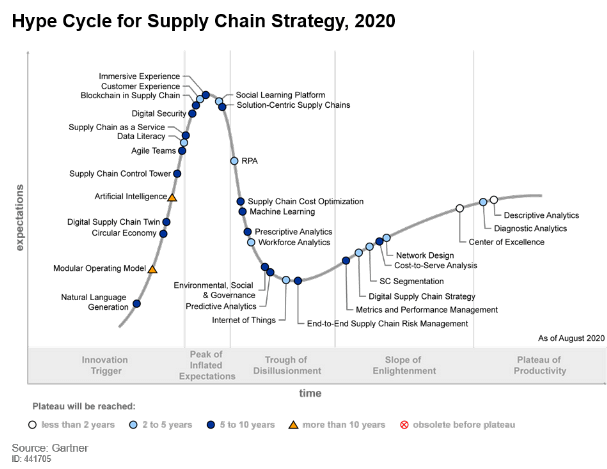 Hype Cycle for Supply Chain Strategy, 2020
expectations
Immersive Experience
Customer Experience
Blockchain in Supply Chain
Digital Security
Supply Chain as a Service
Data Literacy
Agile Teams
Supply Chain Control Tower
Artificial Intelligence
Digital Supply Chain Twin
Circular Economy
Modular Operating Model
Natural Language
Generation
Social Learning Platform
Solution-Centric Supply Chains
RPA
Supply Chain Cost Optimization
Machine Learning
Prescriptive Analytics
Workforce Analytics
Environmental, Social
& Governance
Predictive Analytics
Internet of Things
End-to-End Supply Chain Risk Management
Metrics and Performance Management
Digital Supply Chain Strategy
SC Segmentation
Cost-to-Serve Analysis
Network Design
Center of Excellence
Diagnostic Analytics
Descriptive Analytics
As of August 2020
Innovation
Trigger
Peak of
Inflated
Expectations
Trough of
Disillusionment
Slope of
Enlightenment
Plateau of
Productivity
time
Plateau will be reached:
less than 2 years
2 to 5 years
5 to 10 years
more than 10 years
obsolete before plateau
Source: Gartner
ID: 441705